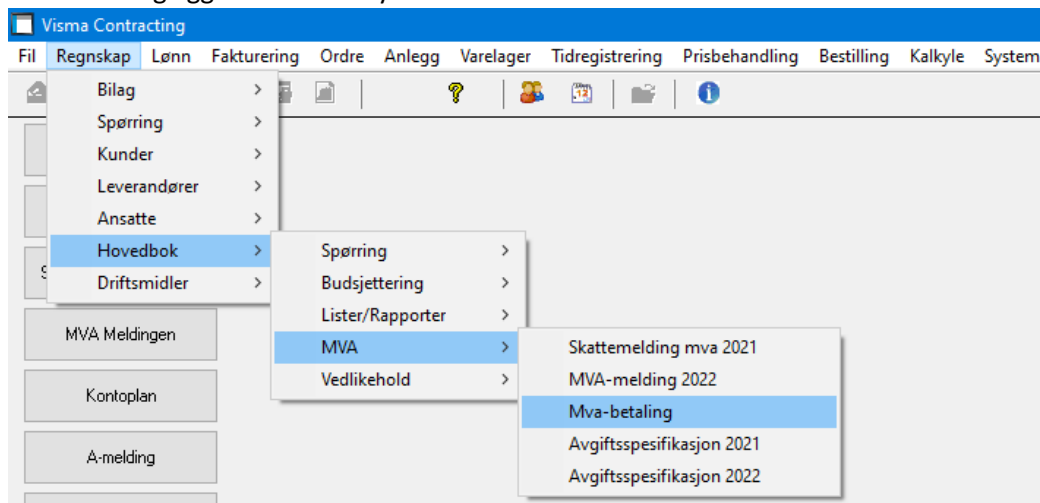 Visma Contracting
Fil Regnskap Lønn Fakturering Ordre Anlegg Varelager Tidregistrering Prisbehandling Bestilling Kalkyle System
Bilag
Spørring
Kunder
Leverandører
Ansatte
Hovedbok
Driftsmidler
Spørring
Budsjettering
Lister/Rapporter
MVA
Vedlikehold
Skattemelding mva 2021
MVA-melding 2022
Mva-betaling
Avgiftsspesifikasjon 2021
Avgiftsspesifikasjon 2022
MVA Meldingen
Kontoplan
A-melding